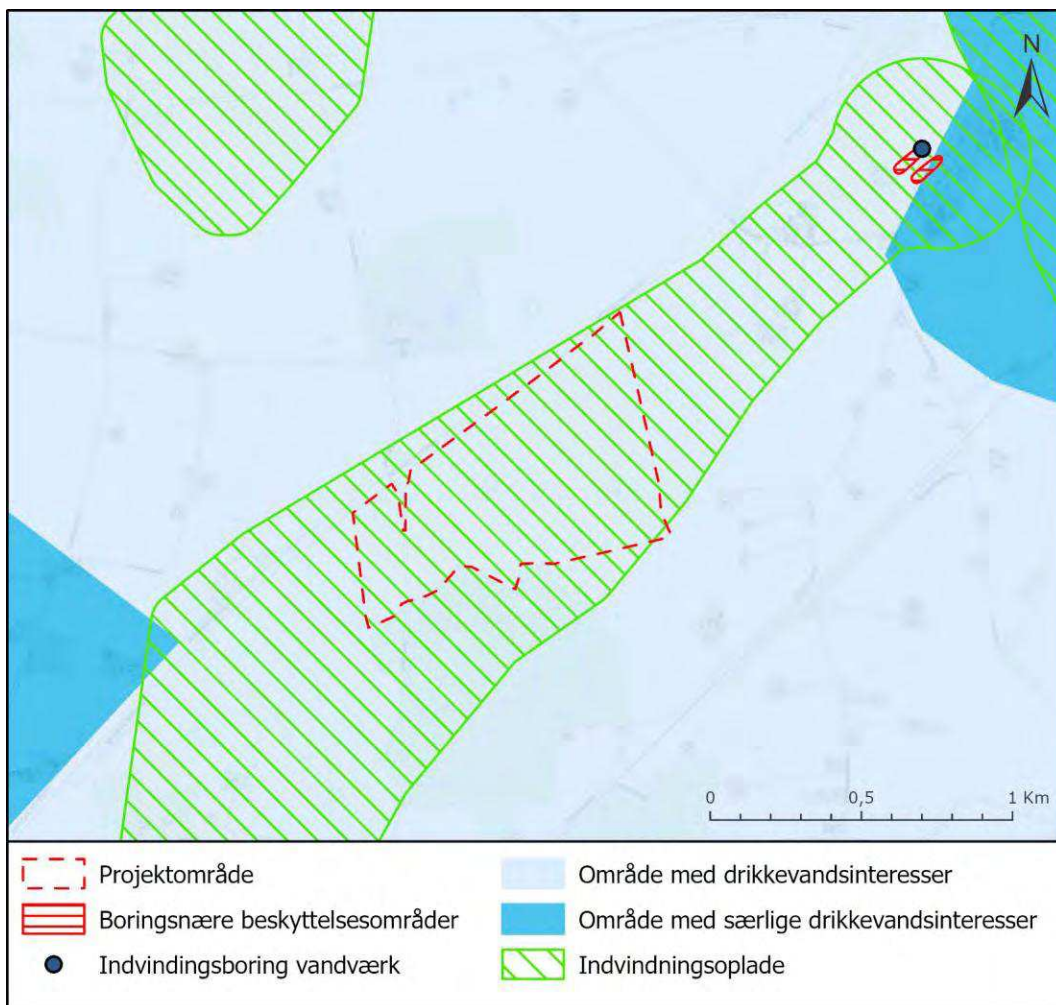 N
0 0,5 1 Km
Projektområde
Boringsnære beskyttelsesområder
Indvindingsboring vandværk
Område med drikkevandsinteresser
Område med særlige drikkevandsinteresser
Indvindningsoplade